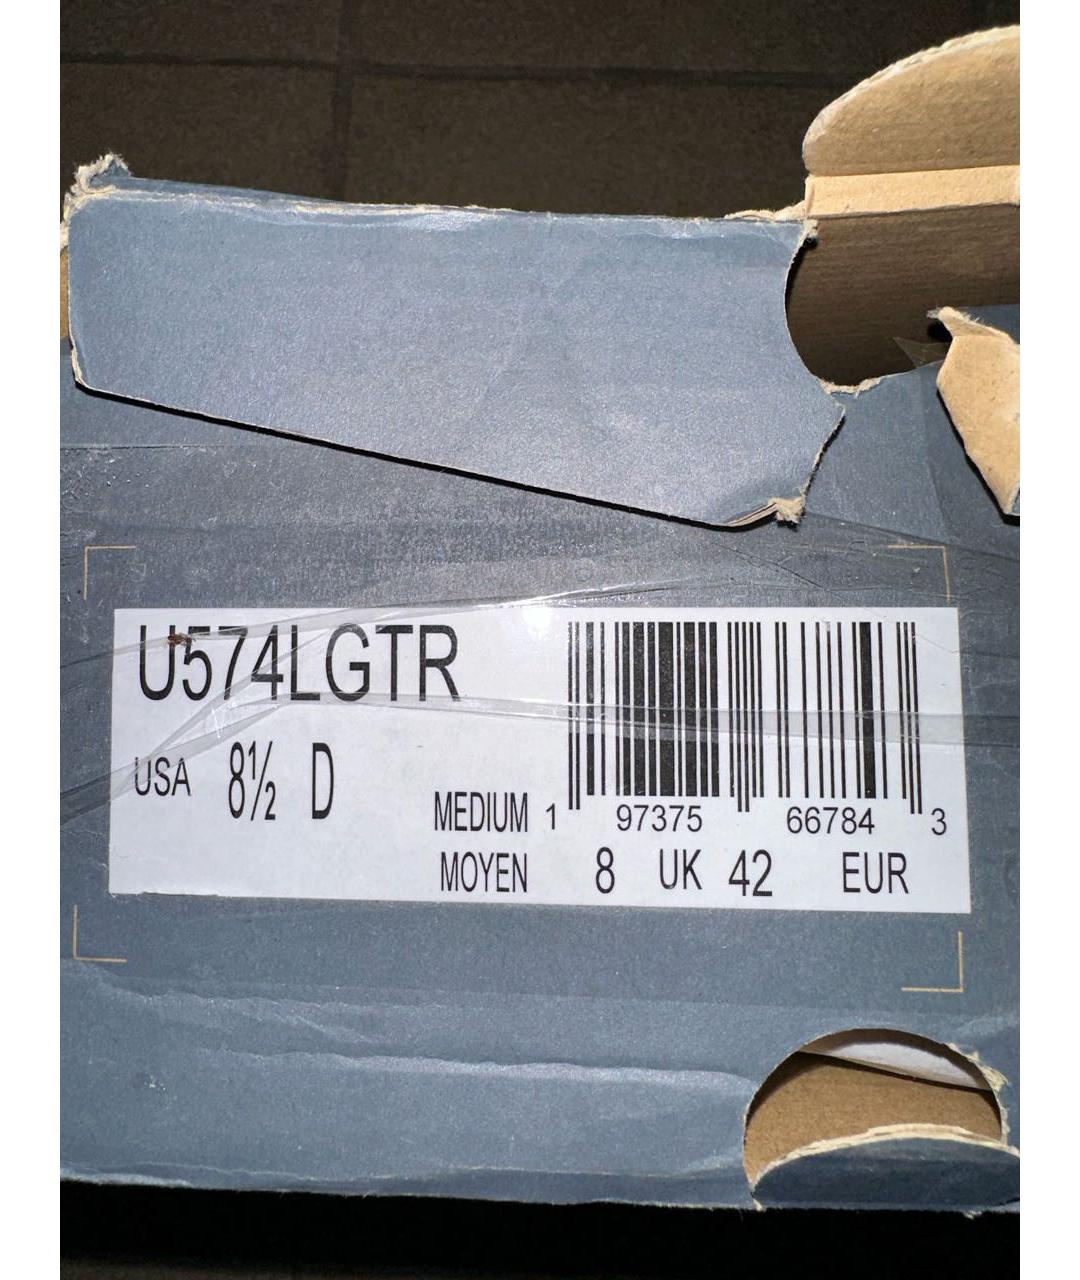 U574LGTR
USA 8½ D
MEDIUM 1 97375 66784 3
MOYEN 8 UK 42 EUR